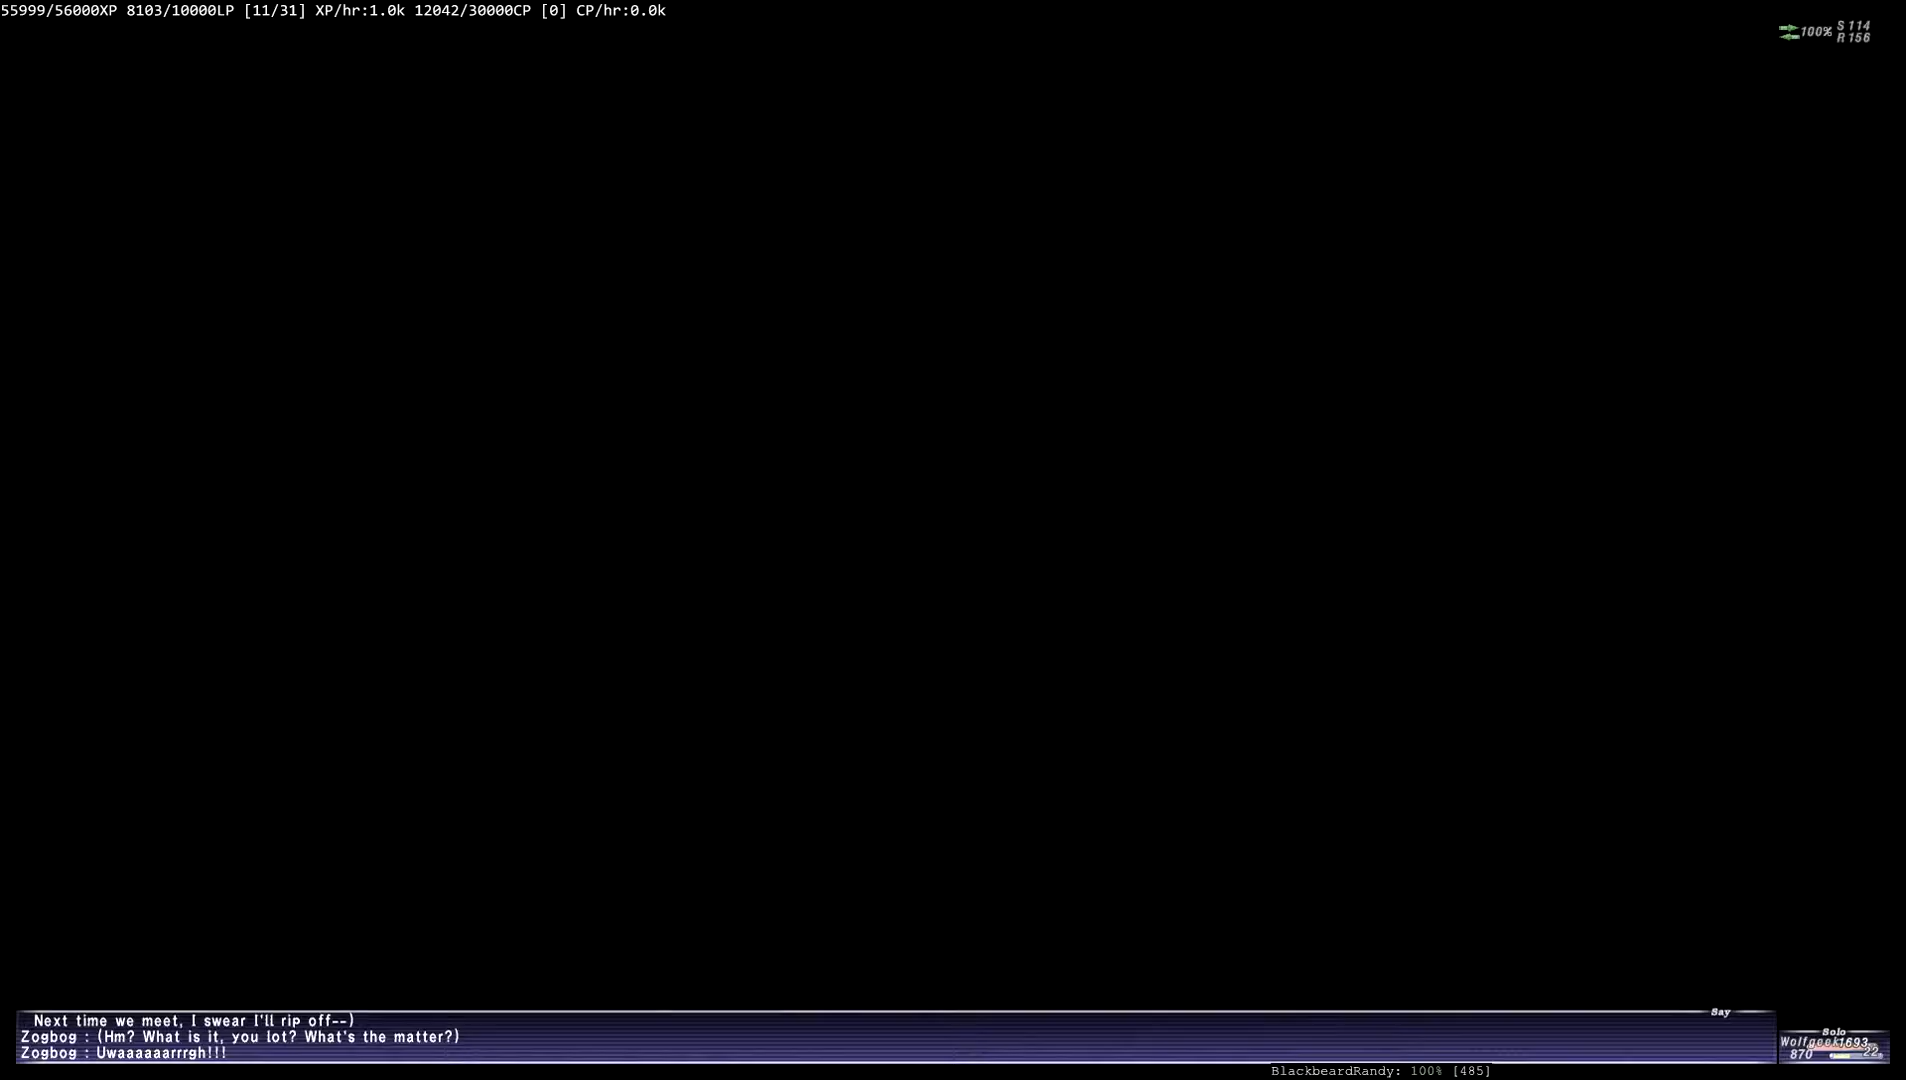 55999/56000XP 8103/10000LP [11/31] XP/hr:1.0k 12042/30000CP [0] CP/hr:0.0k
100% S 114
R 156
Next time we meet, I swear I'll rip off--)
Zogbog : (Hm? What is it, you lot? What's the matter?)
Zogbog : Uwaaaaaarrrgh!!!
Say
Solo
Wolfgeek1693
870 22
BlackbeardRandy: 100% [485]